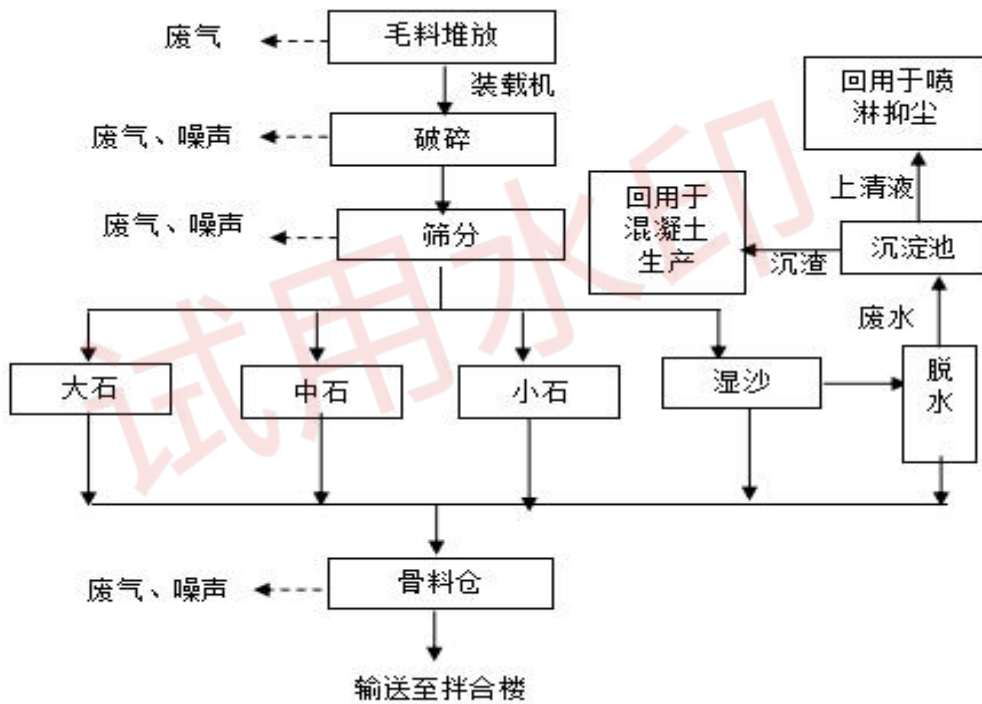 废气
毛料堆放
装载机
回用于喷
淋抑尘
废气、噪声
破碎
上清液
回用于
混凝土
生产
废气、噪声
筛分
沉渣
沉淀池
废水
大石
中石
小石
湿沙
脱
水
废气、噪声
骨料仓
输送至拌合楼
试用水印